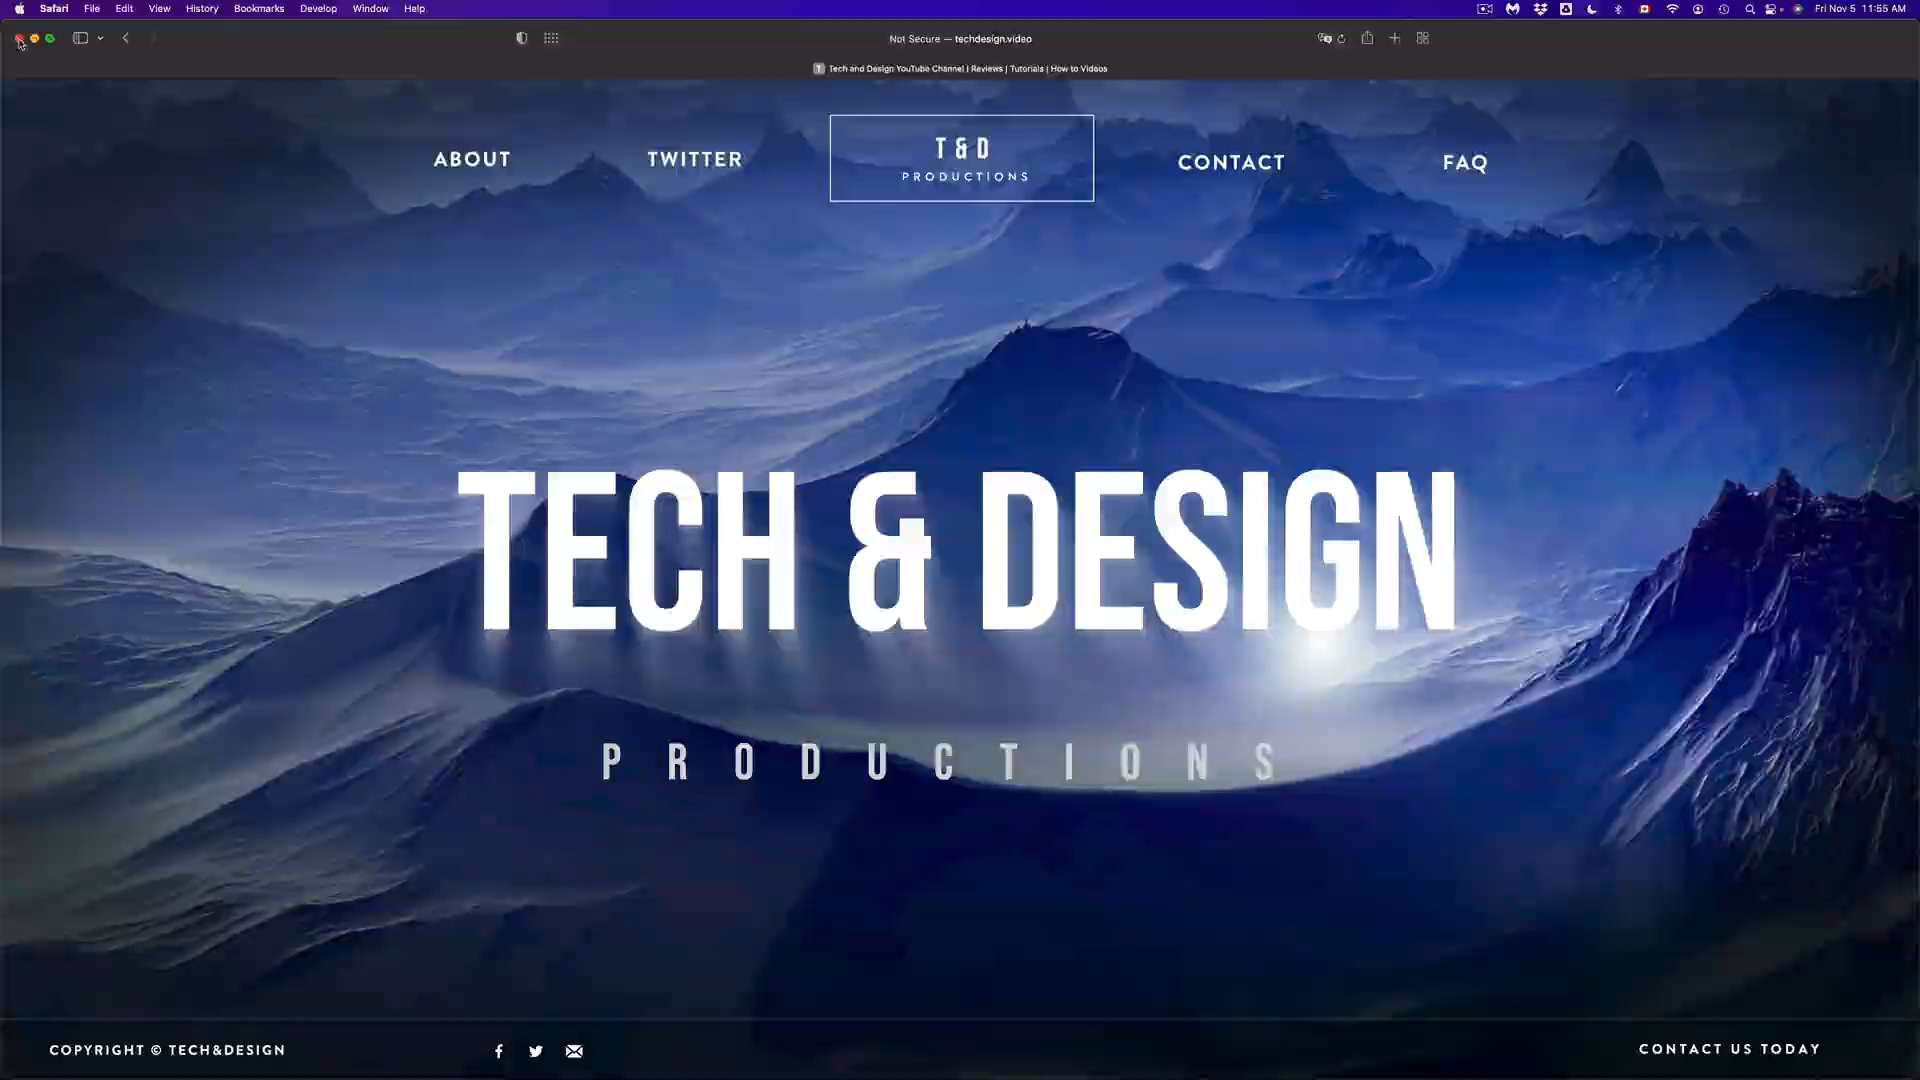 Safari File Edit View History Bookmarks Develop Window Help Fri Nov 5 11:55 AM
Not Secure — techdesign.video
T Tech and Design YouTube Channel | Reviews | Tutorials | How to Videos
ABOUT TWITTER T & D CONTACT FAQ
PRODUCTIONS
TECH & DESIGN
PRODUCTIONS
COPYRIGHT © TECH&DESIGN CONTACT US TODAY